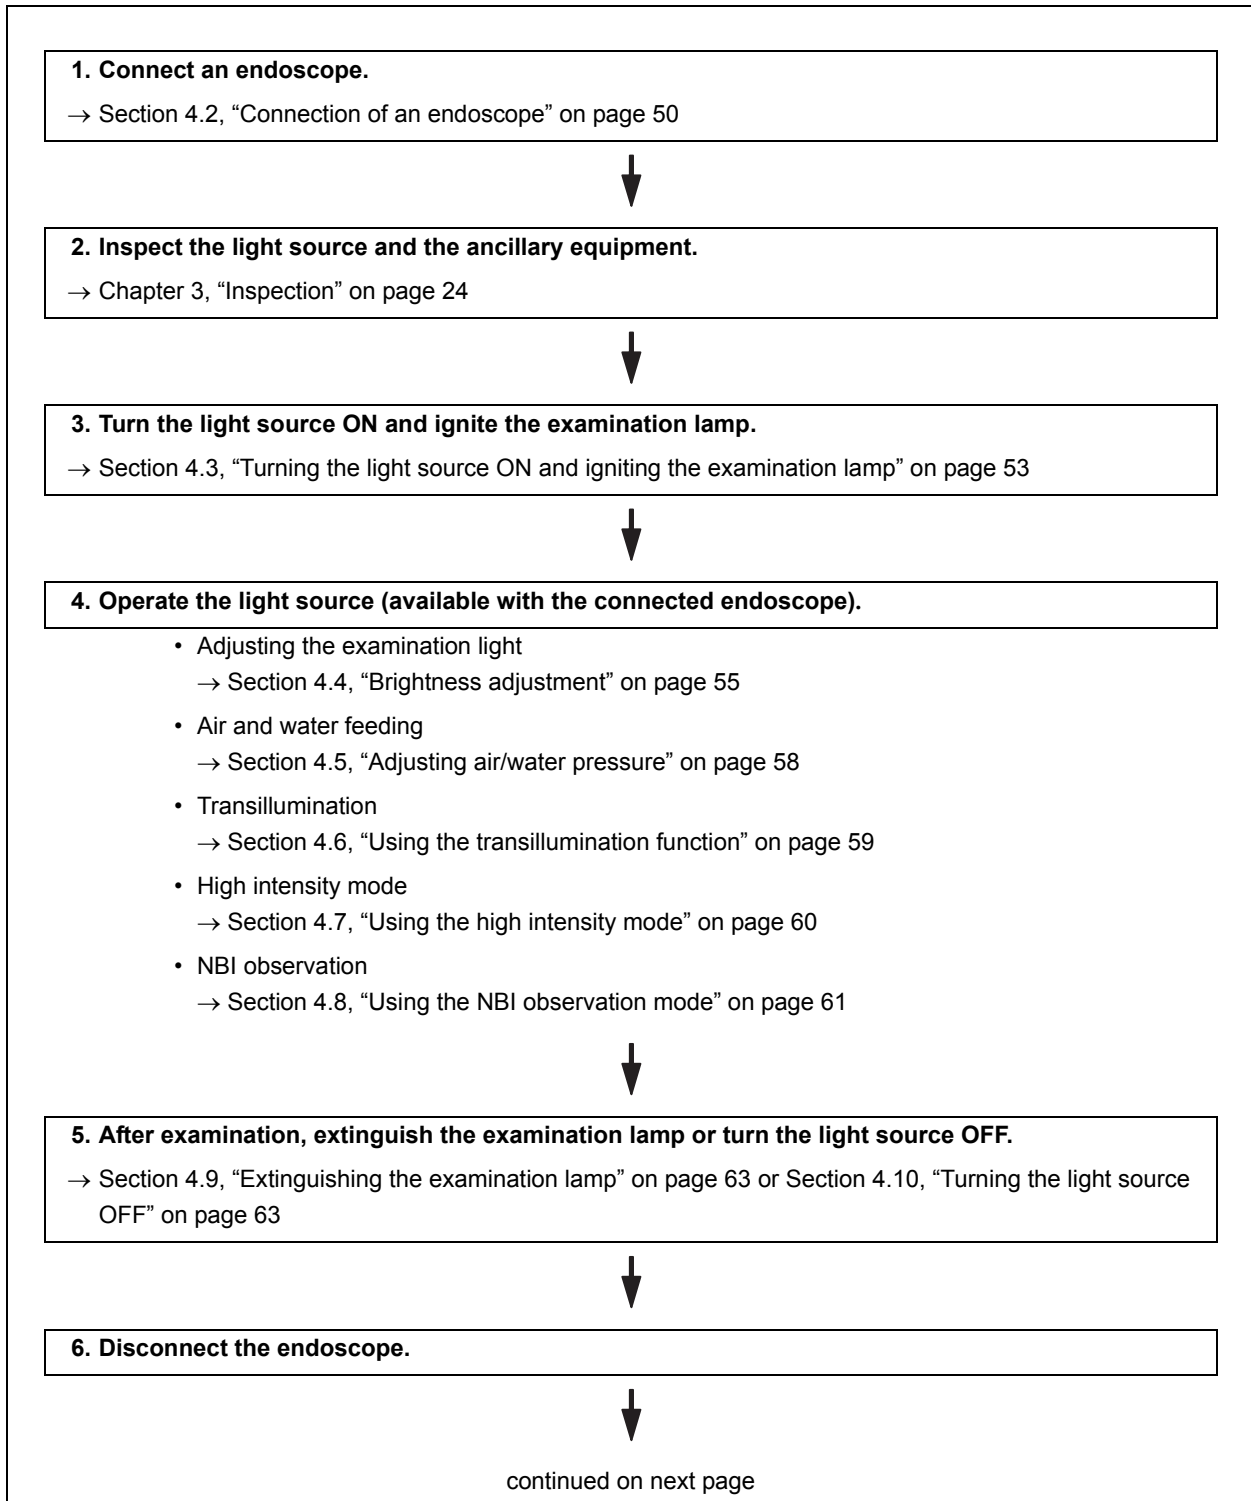 1. Connect an endoscope.
→ Section 4.2, “Connection of an endoscope” on page 50
2. Inspect the light source and the ancillary equipment.
→ Chapter 3, “Inspection” on page 24
3. Turn the light source ON and ignite the examination lamp.
→ Section 4.3, “Turning the light source ON and igniting the examination lamp” on page 53
4. Operate the light source (available with the connected endoscope).
• Adjusting the examination light
→ Section 4.4, “Brightness adjustment” on page 55
• Air and water feeding
→ Section 4.5, “Adjusting air/water pressure” on page 58
• Transillumination
→ Section 4.6, “Using the transillumination function” on page 59
• High intensity mode
→ Section 4.7, “Using the high intensity mode” on page 60
• NBI observation
→ Section 4.8, “Using the NBI observation mode” on page 61
5. After examination, extinguish the examination lamp or turn the light source OFF.
→ Section 4.9, “Extinguishing the examination lamp” on page 63 or Section 4.10, “Turning the light source
OFF” on page 63
6. Disconnect the endoscope.
continued on next page